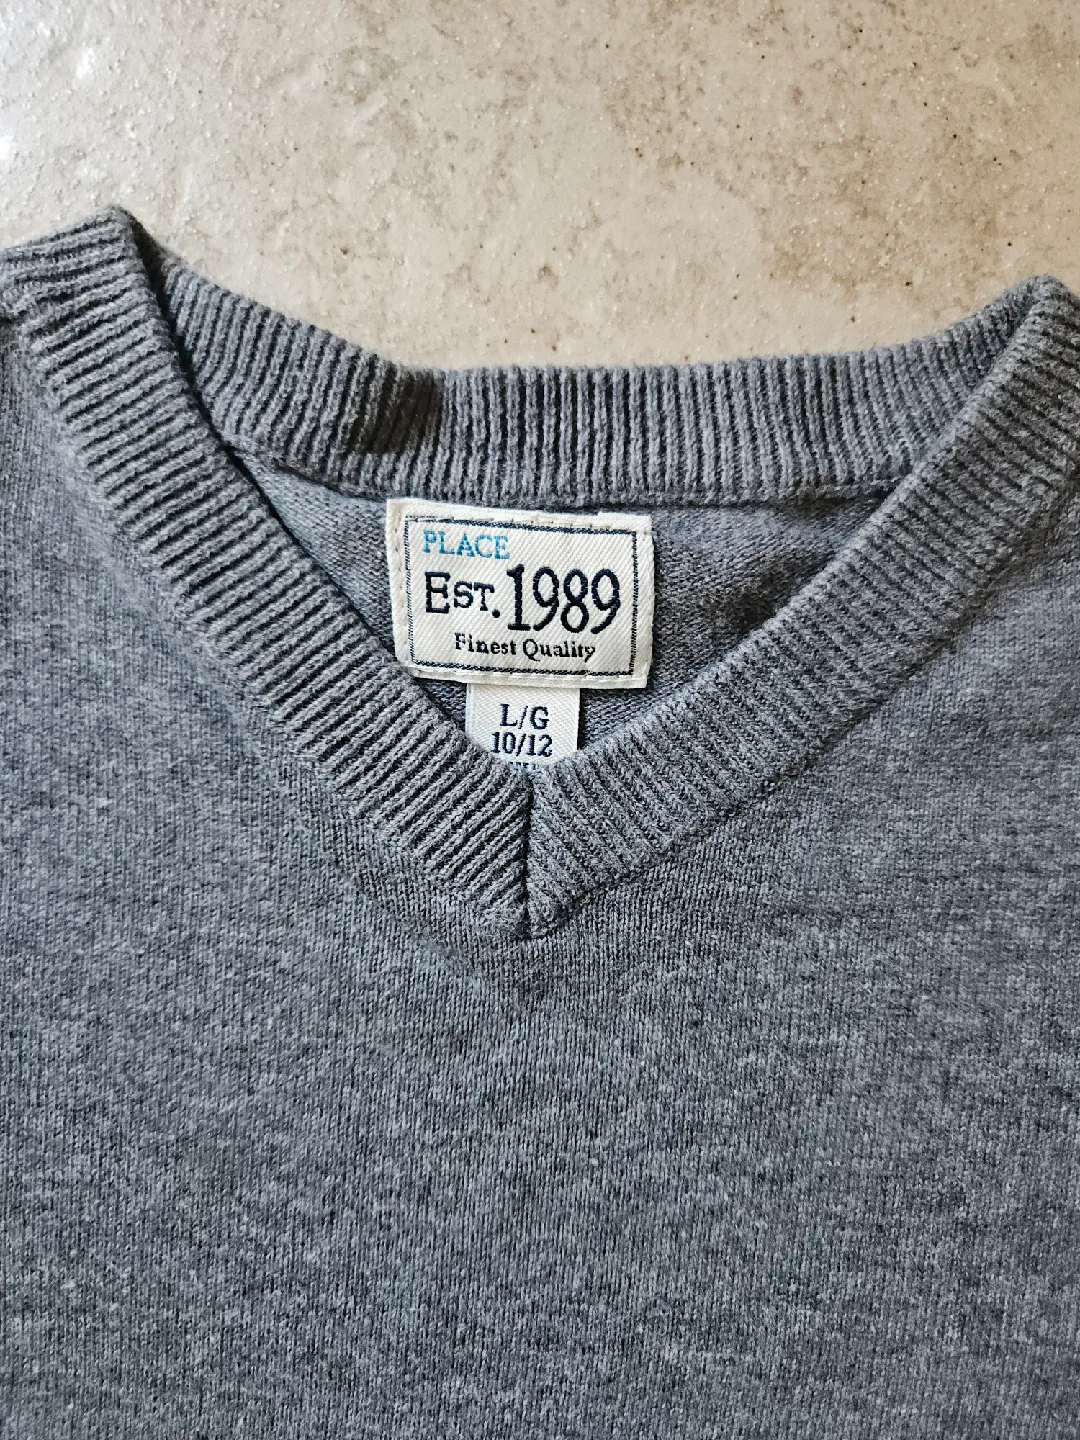 PLACE
EST. 1989
Finest Quality
L/G
10/12